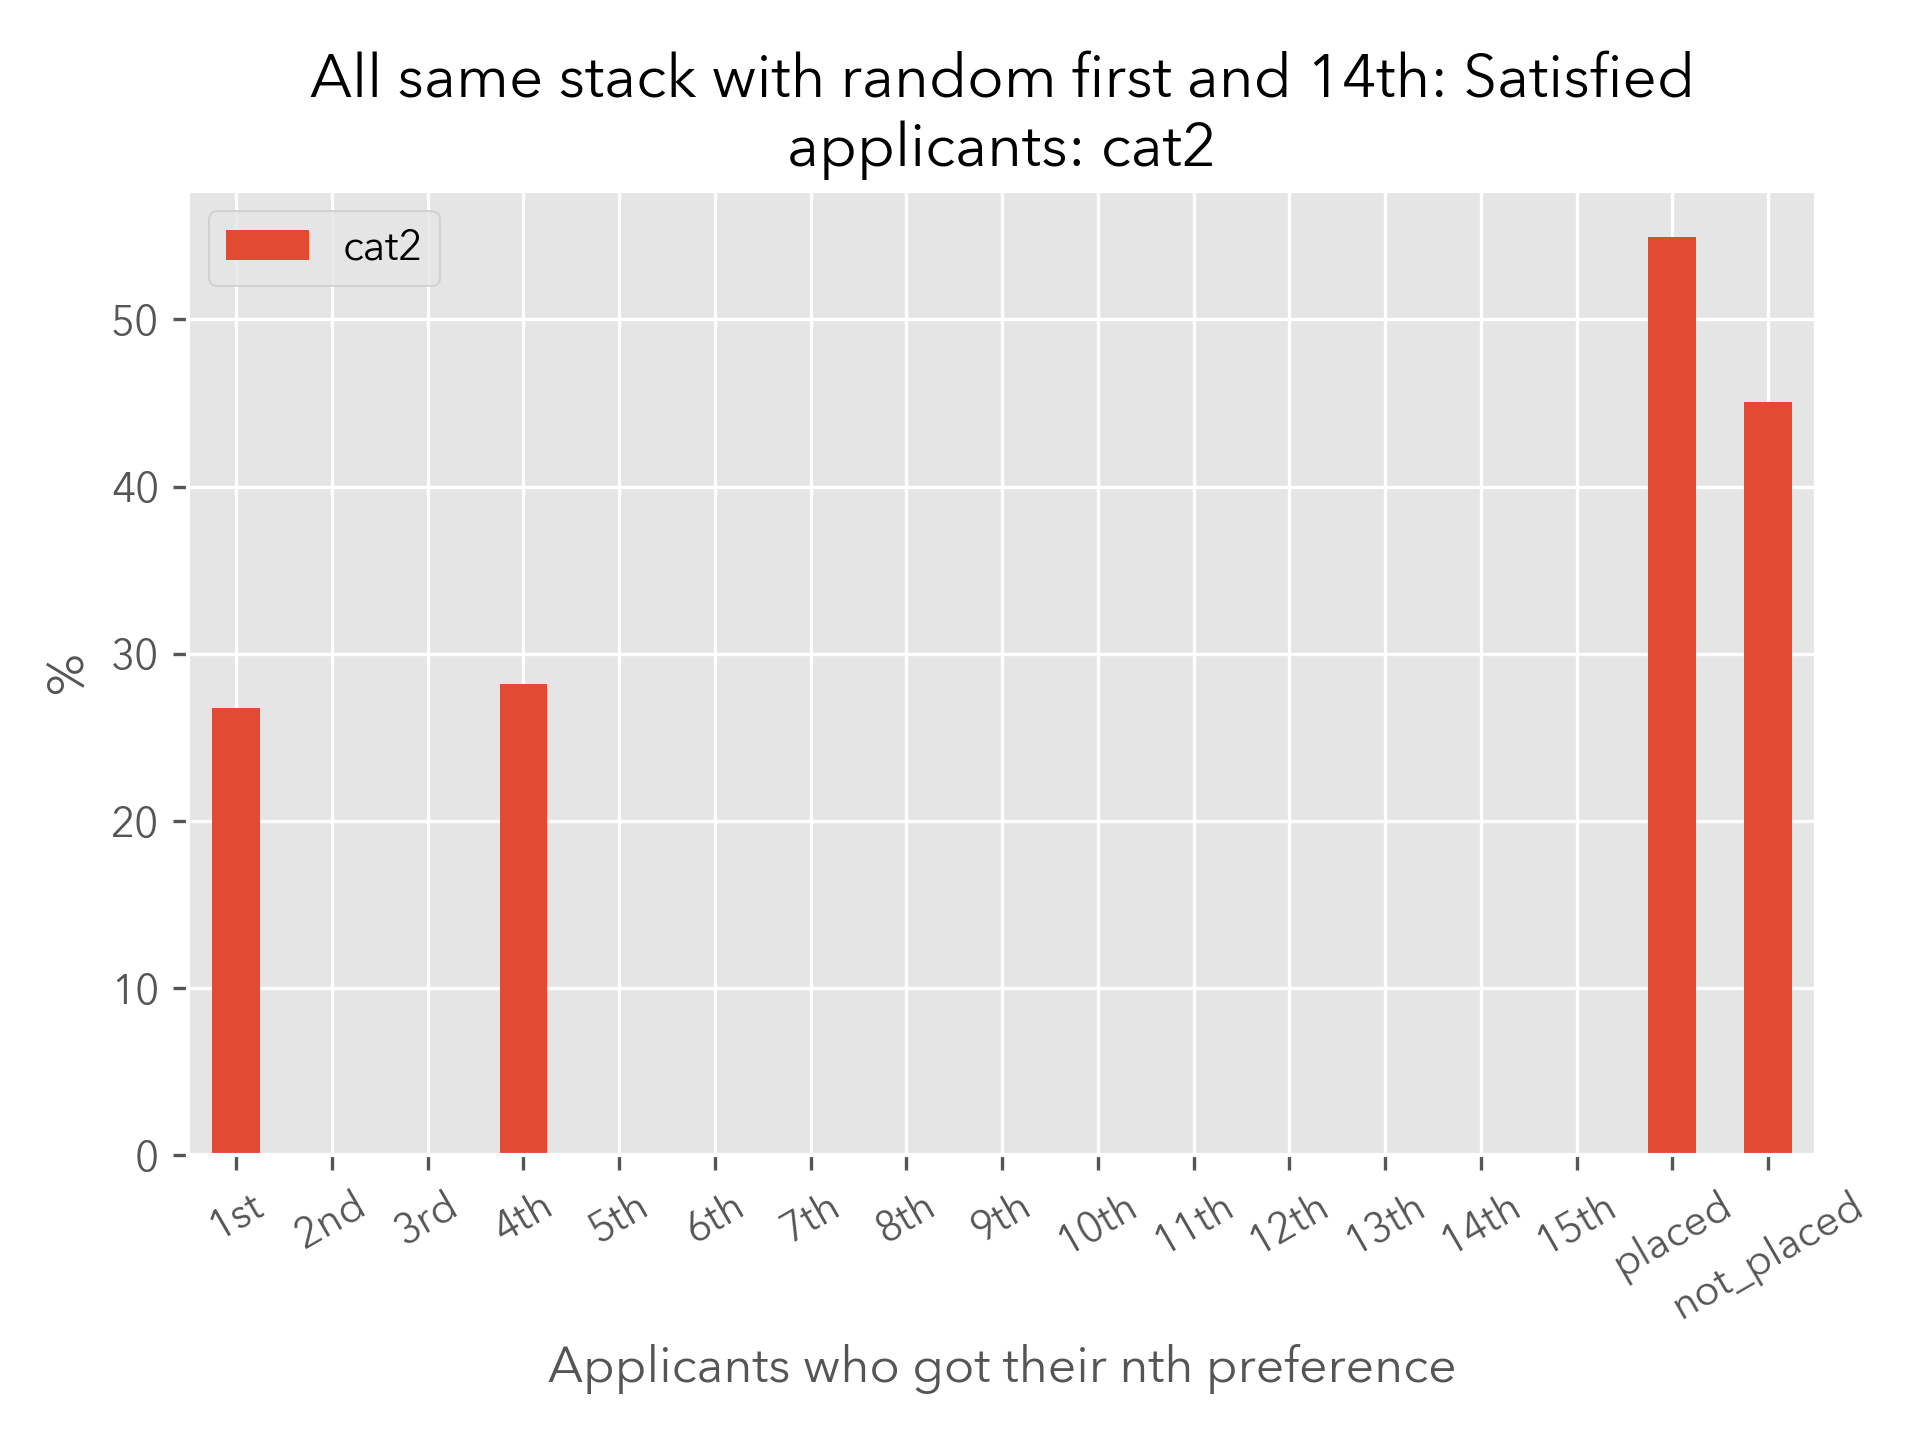 All same stack with random first and 14th: Satisfied
applicants: cat2
cat2
%
50
40
30
20
10
0
1st 2nd 3rd 4th 5th 6th 7th 8th 9th 10th 11th 12th 13th 14th 15th placed not_placed
Applicants who got their nth preference